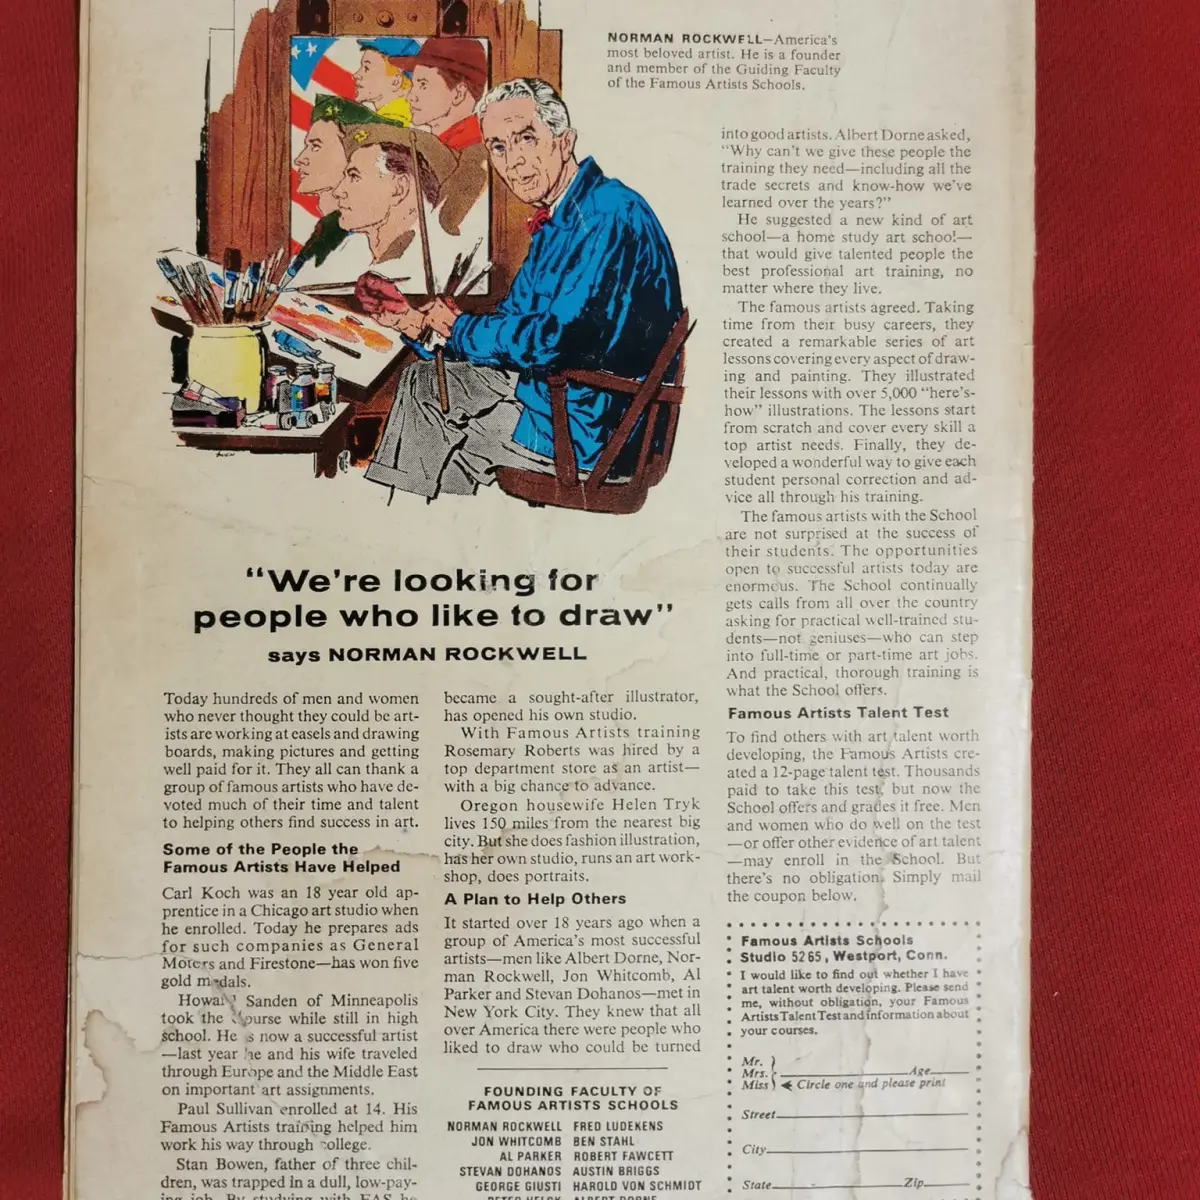 NORMAN ROCKWELL—America's
most beloved artist. He is a founder
and member of the Guiding Faculty
of the Famous Artists Schools.
"We're looking for
people who like to draw"
says NORMAN ROCKWELL
Today hundreds of men and women
who never thought they could be art-
ists are working at easels and drawing
boards, making pictures and getting
well paid for it. They all can thank a
group of famous artists who have de-
voted much of their time and talent
to helping others find success in art.
Some of the People the
Famous Artists Have Helped
Carl Koch was an 18 year old ap-
prentice in a Chicago art studio when
he enrolled. Today he prepares ads
for such companies as General
Motors and Firestone—has won five
gold medals.
Howard Sanden of Minneapolis
took the course while still in high
school. He is now a successful artist
—last year he and his wife traveled
through Europe and the Middle East
on important art assignments.
Paul Sullivan enrolled at 14. His
Famous Artists training helped him
work his way through college.
Stan Bowen, father of three chil-
dren, was trapped in a dull, low-pay-
ing job. By studying with FAS he
became a sought-after illustrator,
has opened his own studio.
With Famous Artists training
Rosemary Roberts was hired by a
top department store as an artist—
with a big chance to advance.
Oregon housewife Helen Tryk
lives 150 miles from the nearest big
city. But she does fashion illustration,
has her own studio, runs an art work-
shop, does portraits.
A Plan to Help Others
It started over 18 years ago when a
group of America's most successful
artists—men like Albert Dorne, Nor-
man Rockwell, Jon Whitcomb, Al
Parker and Stevan Dohanos—met in
New York City. They knew that all
over America there were people who
liked to draw who could be turned
FOUNDING FACULTY OF
FAMOUS ARTISTS SCHOOLS
NORMAN ROCKWELL FRED LUDEKENS
JON WHITCOMB BEN STAHL
AL PARKER ROBERT FAWCETT
STEVAN DOHANOS AUSTIN BRIGGS
GEORGE GIUSTI HAROLD VON SCHMIDT
PETER HELCK ALBERT DORNE
into good artists. Albert Dorne asked,
"Why can't we give these people the
training they need—including all the
trade secrets and know-how we've
learned over the years?"
He suggested a new kind of art
school—a home study art school—
that would give talented people the
best professional art training, no
matter where they live.
The famous artists agreed. Taking
time from their busy careers, they
created a remarkable series of art
lessons covering every aspect of draw-
ing and painting. They illustrated
their lessons with over 5,000 "here's-
how" illustrations. The lessons start
from scratch and cover every skill a
top artist needs. Finally, they de-
veloped a wonderful way to give each
student personal correction and ad-
vice all through his training.
The famous artists with the School
are not surprised at the success of
their students. The opportunities
open to successful artists today are
enormous. The School continually
gets calls from all over the country
asking for practical well-trained stu-
dents—not geniuses—who can step
into full-time or part-time art jobs.
And practical, thorough training is
what the School offers.
Famous Artists Talent Test
To find others with art talent worth
developing, the Famous Artists cre-
ated a 12-page talent test. Thousands
paid to take this test, but now the
School offers and grades it free. Men
and women who do well on the test
—or offer other evidence of art talent
—may enroll in the School. But
there's no obligation. Simply mail
the coupon below.
Famous Artists Schools
Studio 5265, Westport, Conn.
I would like to find out whether I have
art talent worth developing. Please send
me, without obligation, your Famous
Artists Talent Test and information about
your courses.
Mr.
Mrs. Age
Miss Circle one and please print
Street
City
State Zip